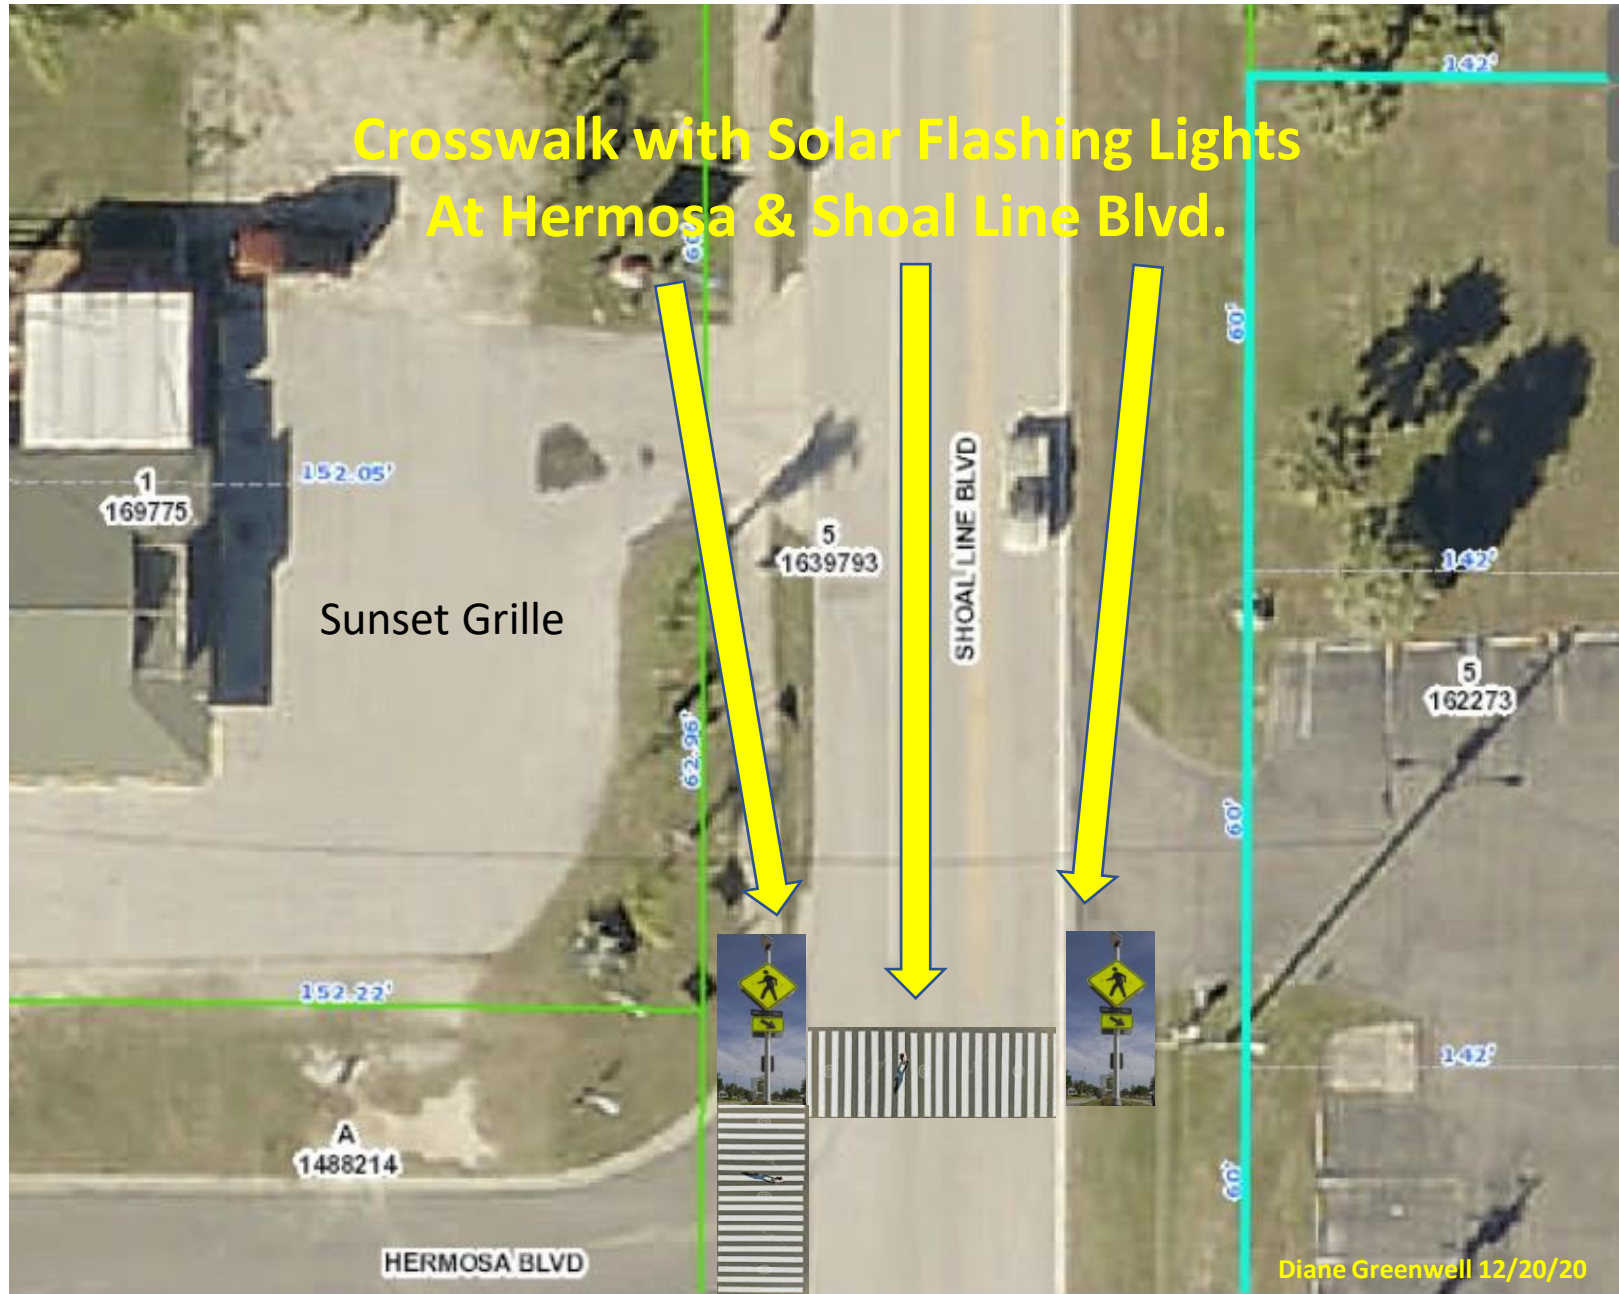 142'
Crosswalk with Solar Flashing Lights
At Hermosa & Shoal Line Blvd.
60'
60'
SHOAL LINE BLVD
1
169775
152.05'
5
1639793
142'
Sunset Grille
5
162273
62.96'
60'
152.22'
142'
A
1488214
60'
HERMOSA BLVD
Diane Greenwell 12/20/20